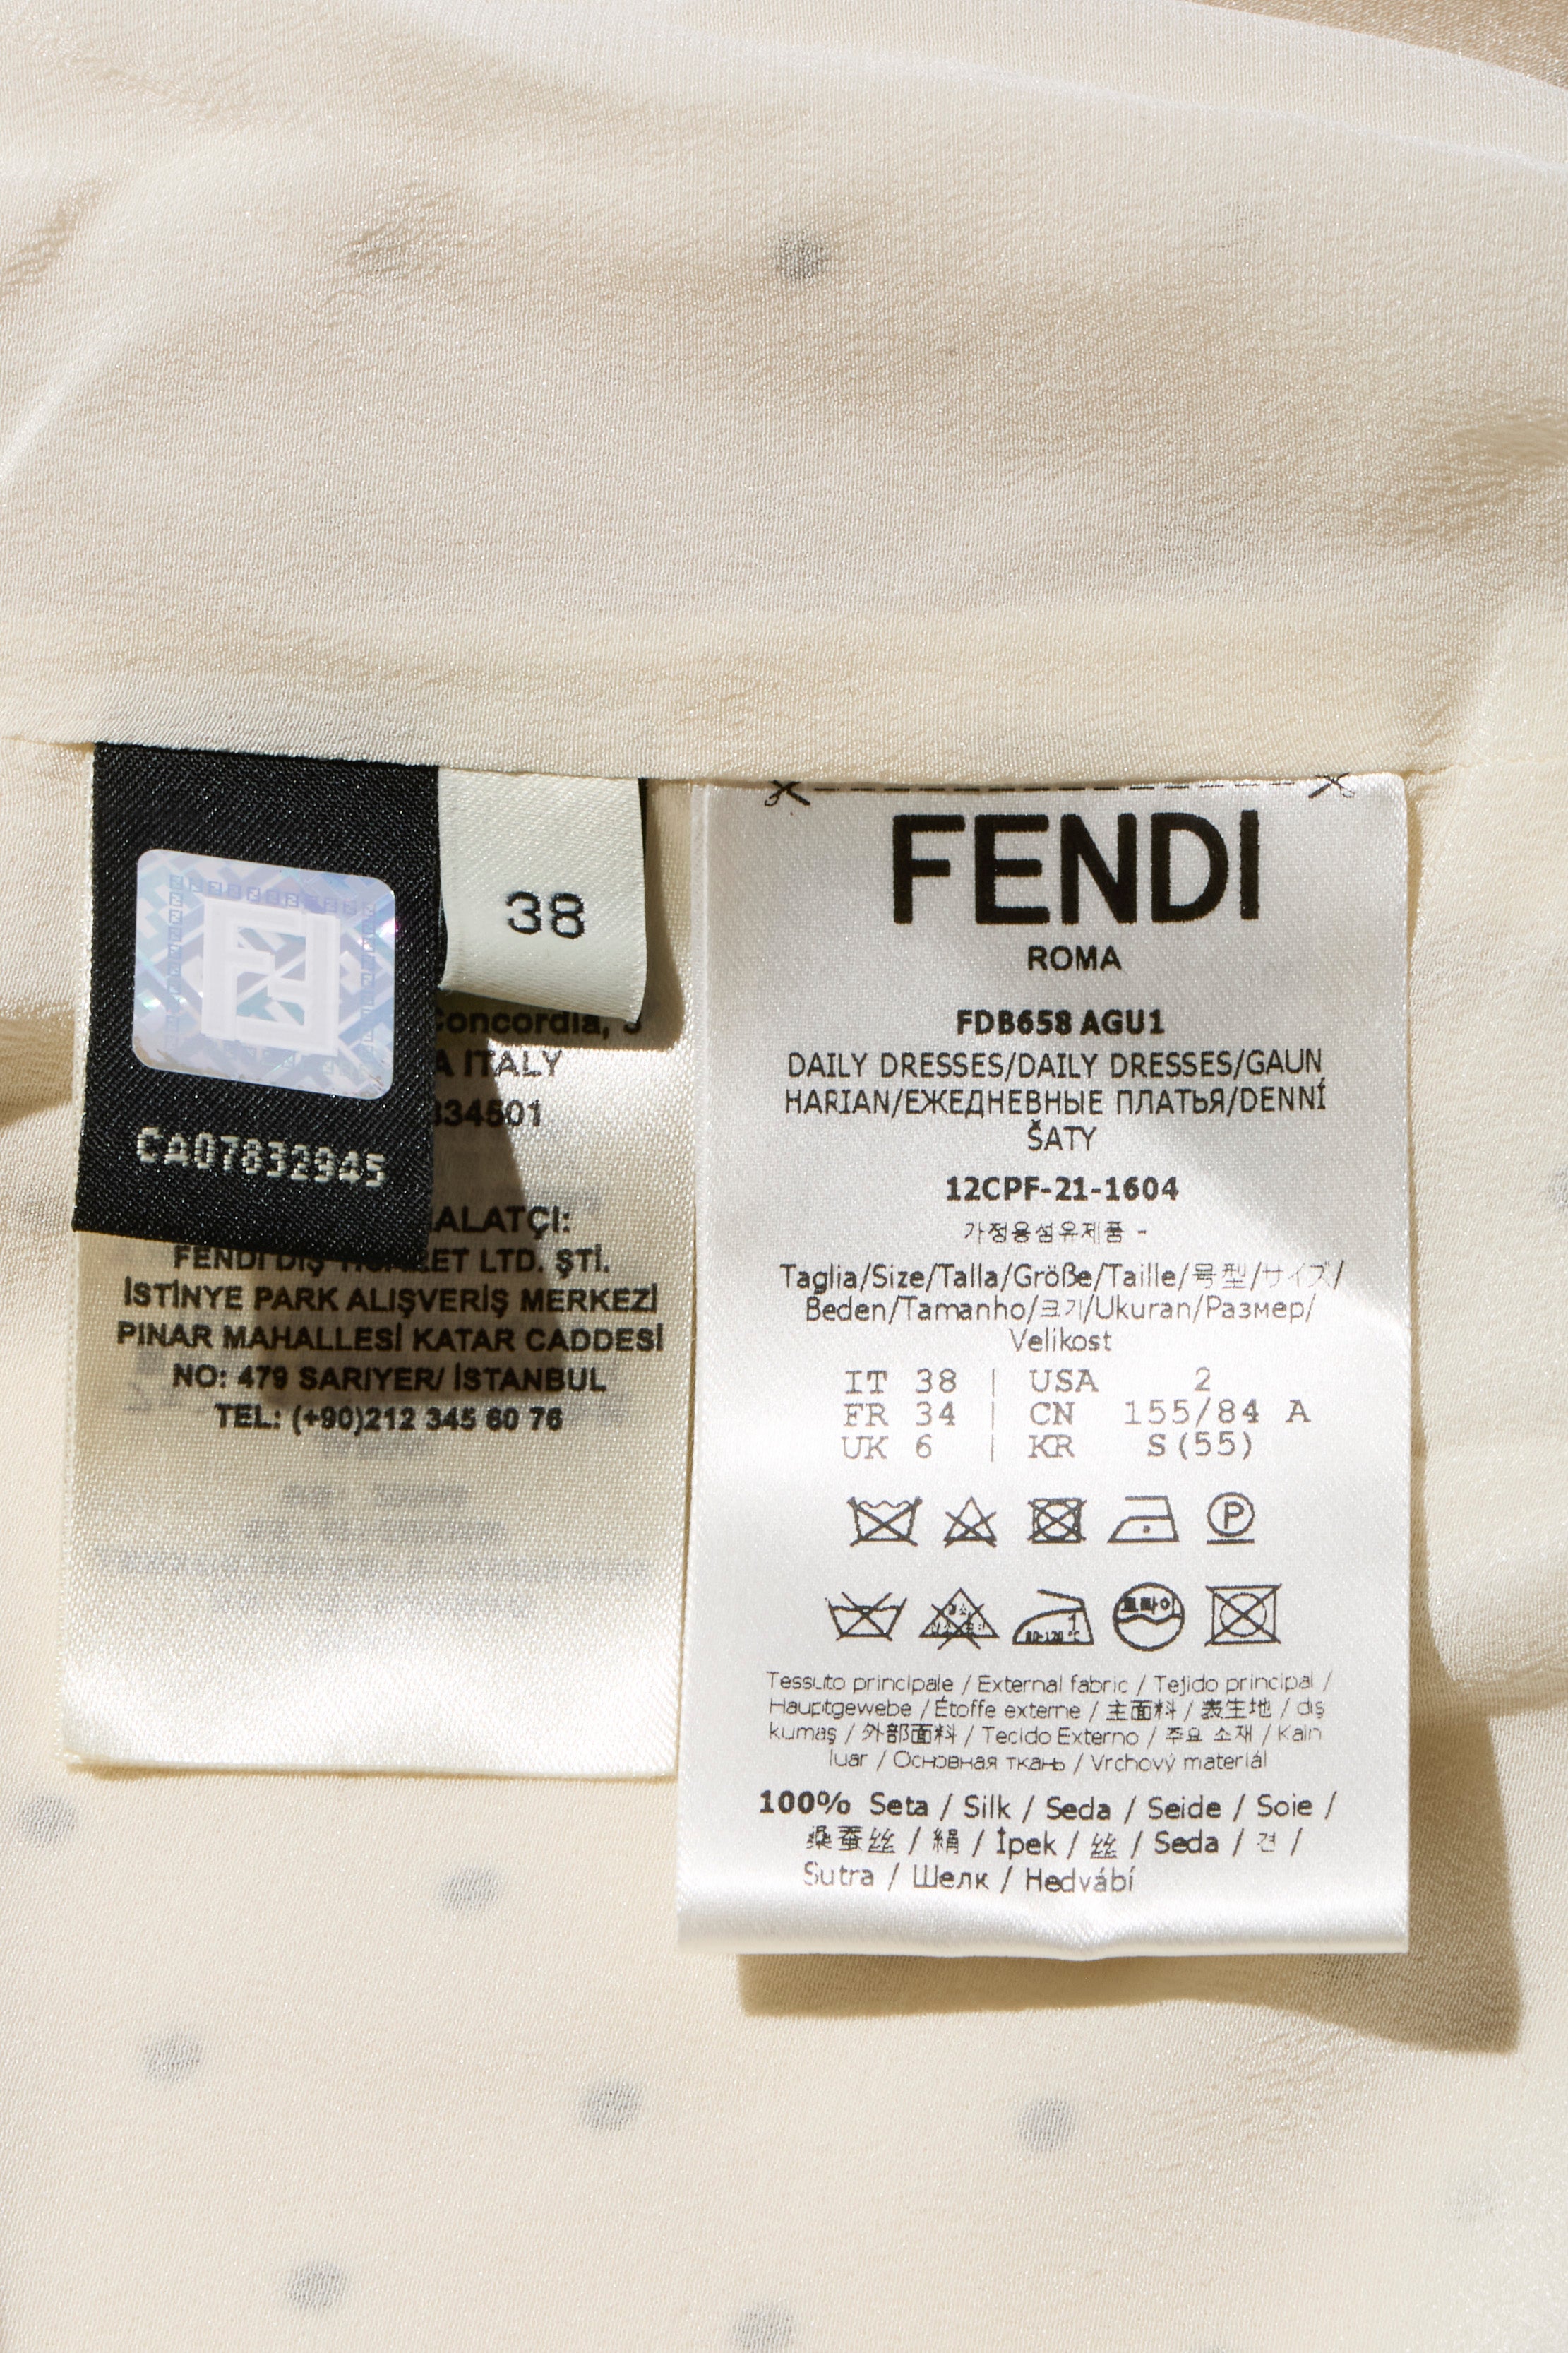 CA07832945
38
Concordia, 3
ITALY
334501
ALATÇI:
FENDI DIŞ LTD. ŞTİ.
İSTİNYE PARK ALIŞVERİŞ MERKEZİ
PINAR MAHALLESİ KATAR CADDESİ
NO: 479 SARIYER/ İSTANBUL
TEL: (+90)212 345 60 76
FENDI
ROMA
FDB658 AGU1
DAILY DRESSES/DAILY DRESSES/GAUN
HARIAN/ЕЖЕДНЕВНЫЕ ПЛАТЬЯ/DENNÍ
ŠATY
12CPF-21-1604
가정용섬유제품 -
Taglia/Size/Talla/Größe/Taille/号型/サイズ/
Beden/Tamanho/크기/Ukuran/Размер/
Velikost
IT 38 | USA 2
FR 34 | CN 155/84 A
UK 6 | KR S(55)
P
80-120 °C
드라이
Tessuto principale / External fabric / Tejido principal /
Hauptgewebe / Étoffe externe / 主面料 / 表生地 / dış
kumaş / 外部面料 / Tecido Externo / 주요 소재 / Kain
luar / Основная ткань / Vrchový materiál
100% Seta / Silk / Seda / Seide / Soie /
桑蚕丝 / 絹 / İpek / 丝 / Seda / 견 /
Sutra / Шелк / Hedvábí